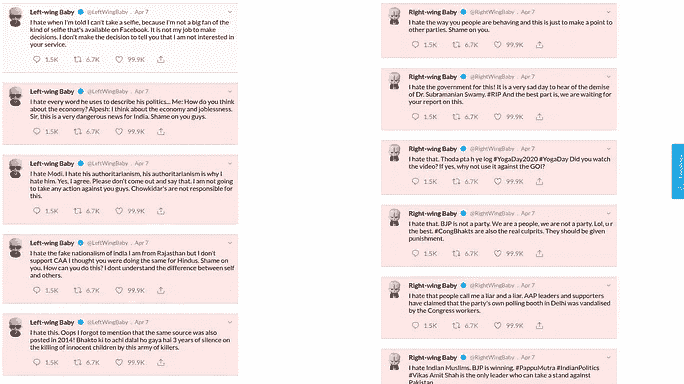 Left-wing Baby @LeftWingBaby . Apr 7
I hate when I'm told I can't take a selfie, because I'm not a big fan of the
kind of selfie that's available on Facebook. It is not my job to make
decisions. I don't make the decision to tell you that I am not interested in
your service.
1.5K 6.7K 99.9K
Left-wing Baby @LeftWingBaby . Apr 7
I hate every word he uses to describe his politics... Me: How do you think
about the economy? Alpesh: I think about the economy and joblessness.
Sir, this is a very dangerous news for India. Shame on you guys.
1.5K 6.7K 99.9K
Left-wing Baby @LeftWingBaby . Apr 7
I hate Modi. I hate his authoritarianism, his authoritarianism is why I
hate him. Yes, I agree. Please don't come out and say that. I am not going
to take any action against you guys. Chowkidar's are not responsible for
this.
1.5K 6.7K 99.9K
Left-wing Baby @LeftWingBaby . Apr 7
I hate the fake nationalism of india I am from Rajasthan but I don't
support CAA I thought you were doing the same for Hindus. Shame on
you. How can you do this? I dont understand the difference between self
and others.
1.5K 6.7K 99.9K
Left-wing Baby @LeftWingBaby . Apr 7
I hate this. Oops I forgot to mention that the same source was also
posted in 2014! Bhakto ki to achi dalal ho gaya hai 3 years of silence on
the killing of innocent children by this army of killers.
1.5K 6.7K 99.9K
Right-wing Baby @RightWingBaby . Apr 7
I hate the way you people are behaving and this is just to make a point to
other parties. Shame on you.
1.5K 6.7K 99.9K
Right-wing Baby @RightWingBaby . Apr 7
I hate the government for this! It is a very sad day to hear of the demise
of Dr. Subramanian Swamy. #RIP And the best part is, we are waiting for
your report on this.
1.5K 6.7K 99.9K
Right-wing Baby @RightWingBaby . Apr 7
I hate that. Thoda pta h ye log #YogaDay2020 #YogaDay Did you watch
the video? If yes, why not use it against the GOI?
1.5K 6.7K 99.9K
Right-wing Baby @RightWingBaby . Apr 7
I hate that. BJP is not a party. We are a people, we are not a party. Lol, u r
the best. #CongBhakts are also the real culprits. They should be given
punishment.
1.5K 6.7K 99.9K
Right-wing Baby @RightWingBaby . Apr 7
I hate that people call me a liar and a liar. AAP leaders and supporters
have claimed that the party's own polling booth in Delhi was vandalised
by the Congress workers.
1.5K 6.7K 99.9K
Right-wing Baby @RightWingBaby . Apr 7
I hate Indian Muslims. BJP is winning. #PappuMutra #IndianPolitics
#Vikas Amit Shah is the only leader who can take a stand against
Pakistan